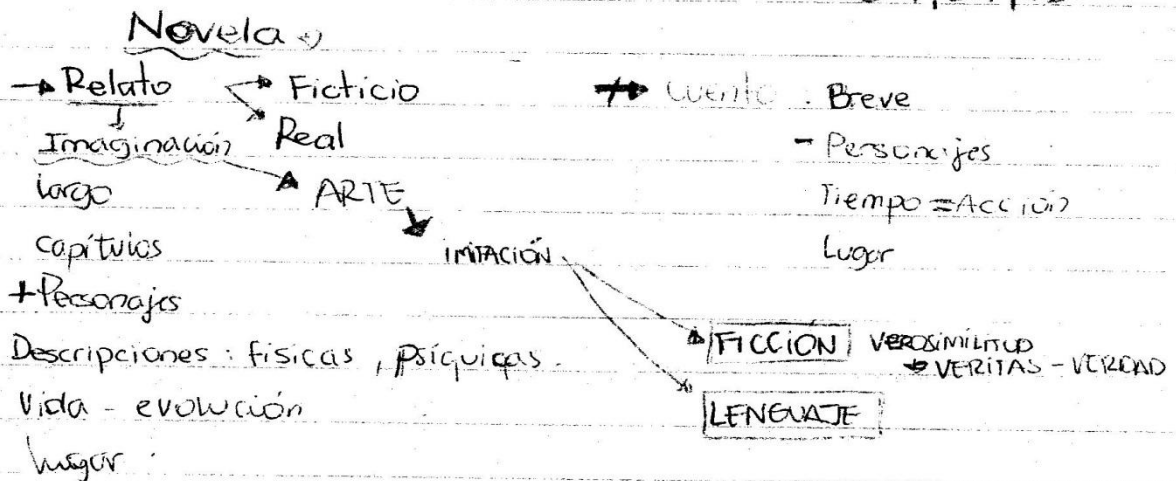 Novela
→ Relato → Ficticio
→ Real
Imaginación → ARTE
Largo
Capítulos
+Personajes
Descripciones: físicas, psíquicas.
Vida - evolución
Lugar.
Cuento . Breve
- Personajes
Tiempo = Acción
Lugar
IMITACIÓN
FICCIÓN VEROSIMILITUD
→ VERITAS - VERDAD
LENGUAJE